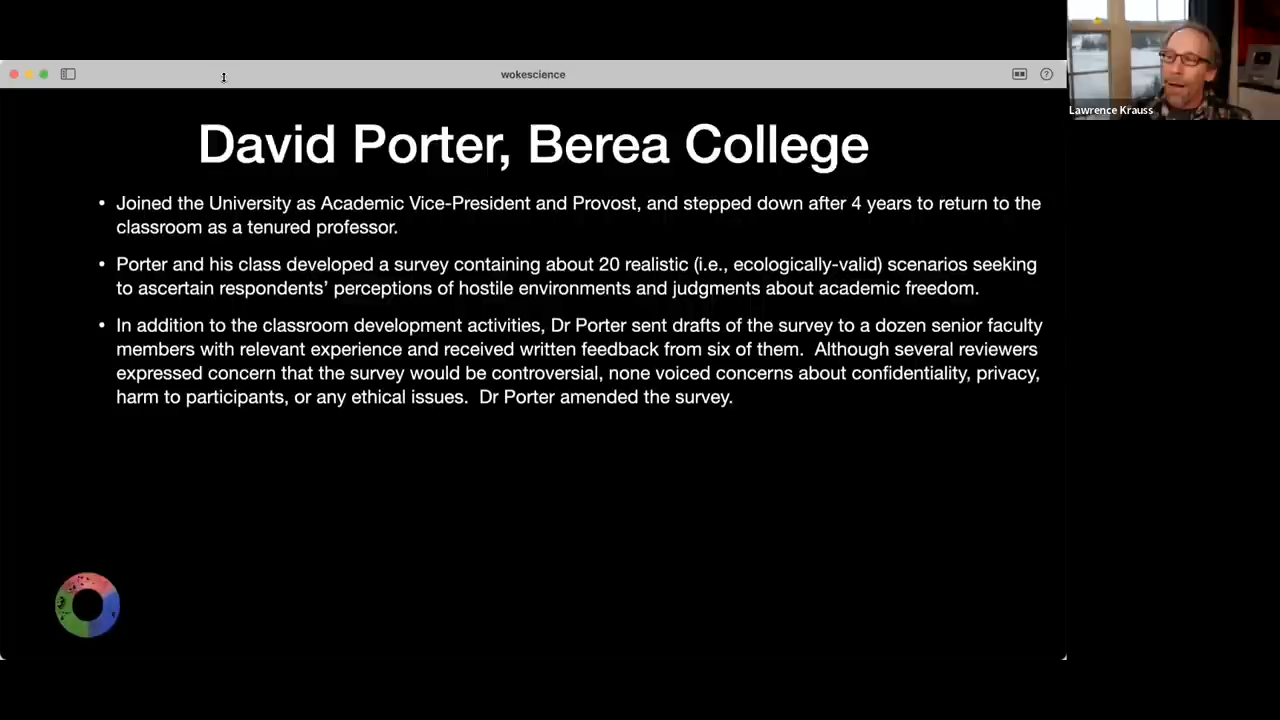 wokescience
Lawrence Krauss
David Porter, Berea College
• Joined the University as Academic Vice-President and Provost, and stepped down after 4 years to return to the
classroom as a tenured professor.
• Porter and his class developed a survey containing about 20 realistic (i.e., ecologically-valid) scenarios seeking
to ascertain respondents’ perceptions of hostile environments and judgments about academic freedom.
• In addition to the classroom development activities, Dr Porter sent drafts of the survey to a dozen senior faculty
members with relevant experience and received written feedback from six of them.  Although several reviewers
expressed concern that the survey would be controversial, none voiced concerns about confidentiality, privacy,
harm to participants, or any ethical issues.  Dr Porter amended the survey.